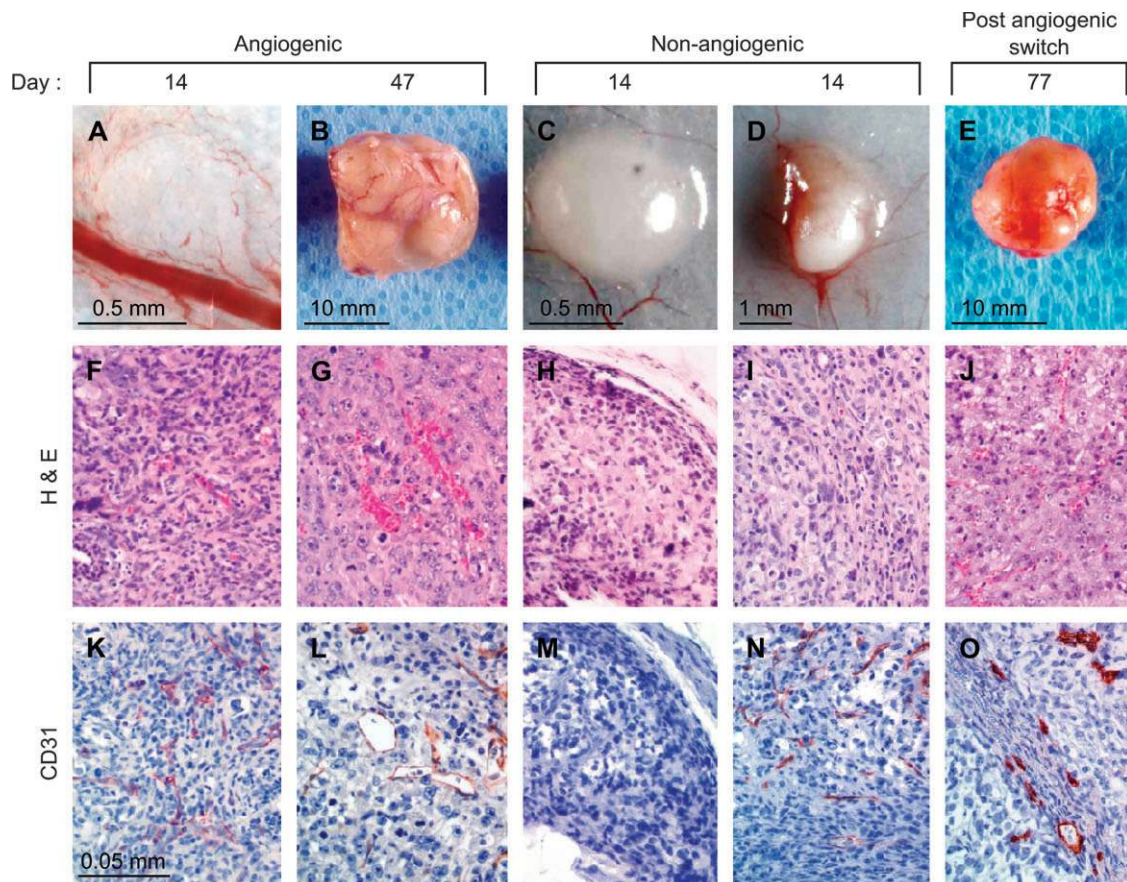 Angiogenic
Non-angiogenic
Post angiogenic
switch
Day : 14 47 14 14 77
A B C D E
0.5 mm 10 mm 0.5 mm 1 mm 10 mm
H & E
F G H I J
CD31
K L M N O
0.05 mm